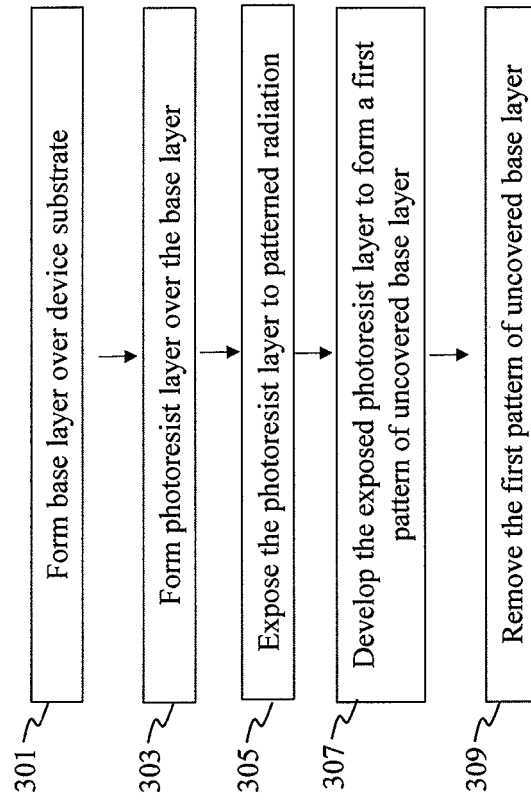 301
Form base layer over device substrate
303
Form photoresist layer over the base layer
305
Expose the photoresist layer to patterned radiation
307
Develop the exposed photoresist layer to form a first
pattern of uncovered base layer
309
Remove the first pattern of uncovered base layer